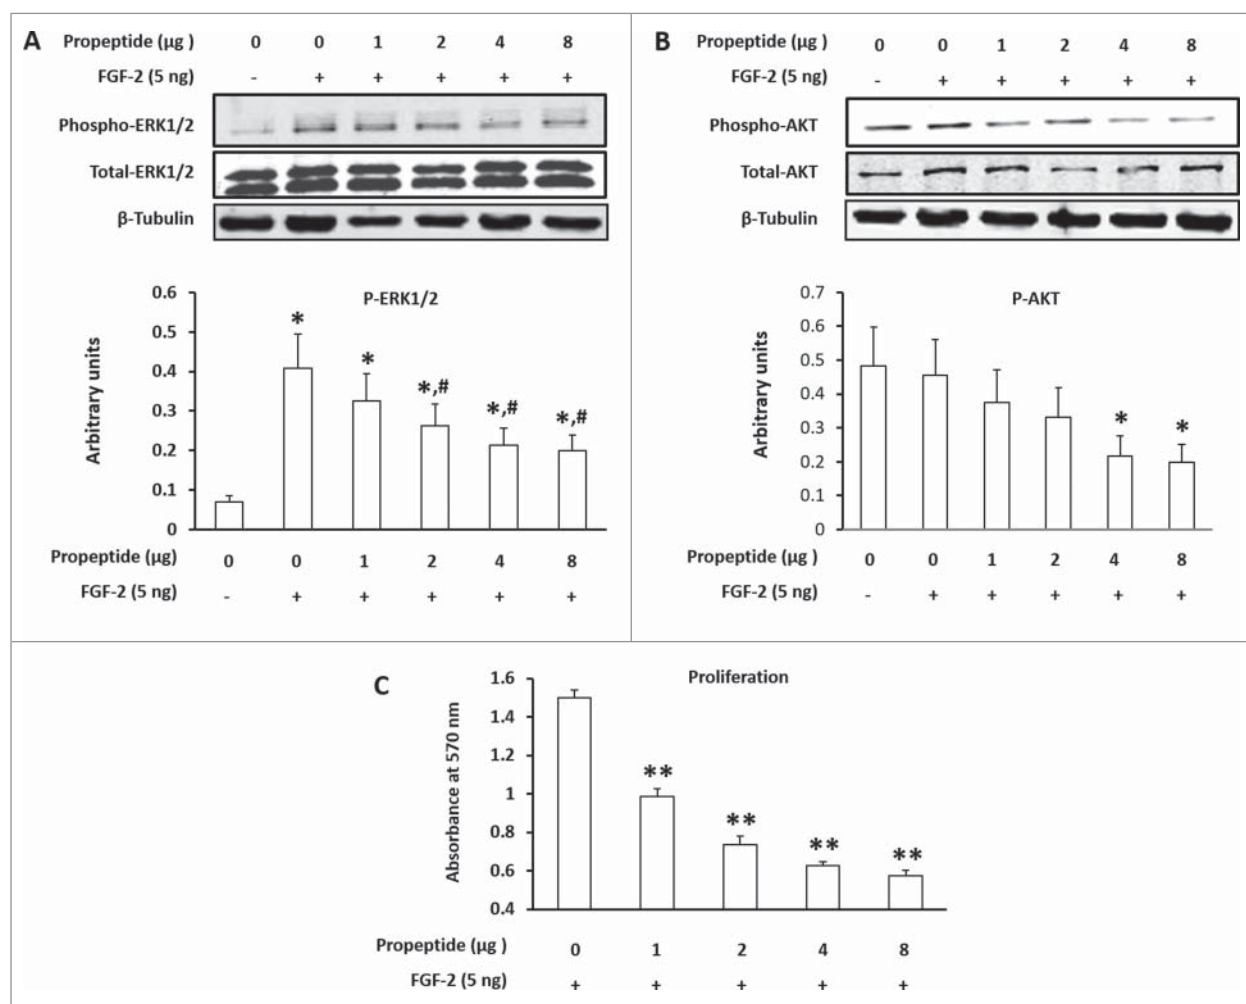 A
Propeptide (µg ) 0 0 1 2 4 8
FGF-2 (5 ng) - + + + + +
Phospho-ERK1/2
Total-ERK1/2
β-Tubulin
P-ERK1/2
Arbitrary units
0.6
0.5
0.4
0.3
0.2
0.1
0
* * *,# *,# *,#
Propeptide (µg ) 0 0 1 2 4 8
FGF-2 (5 ng) - + + + + +
B
Propeptide (µg ) 0 0 1 2 4 8
FGF-2 (5 ng) - + + + + +
Phospho-AKT
Total-AKT
β-Tubulin
P-AKT
Arbitrary units
0.7
0.6
0.5
0.4
0.3
0.2
0.1
0
* *
Propeptide (µg ) 0 0 1 2 4 8
FGF-2 (5 ng) - + + + + +
C
Proliferation
Absorbance at 570 nm
1.6
1.4
1.2
1
0.8
0.6
0.4
** ** ** **
Propeptide (µg ) 0 1 2 4 8
FGF-2 (5 ng) + + + + +